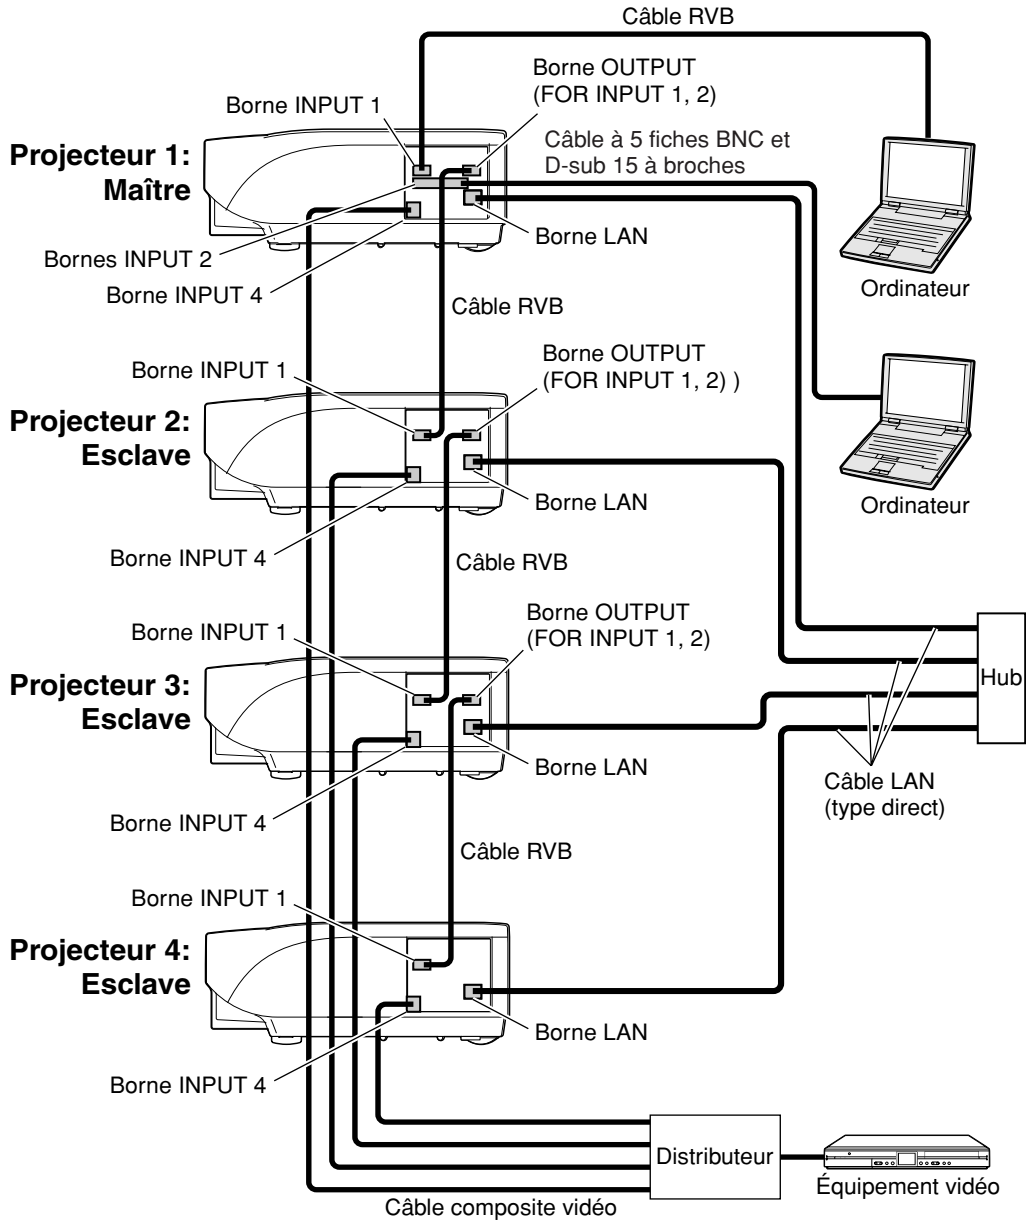 Câble RVB
Borne OUTPUT
(FOR INPUT 1, 2)
Borne INPUT 1
Câble à 5 fiches BNC et
D-sub 15 à broches
Projecteur 1:
Maître
Borne LAN
Bornes INPUT 2
Borne INPUT 4
Ordinateur
Câble RVB
Borne OUTPUT
(FOR INPUT 1, 2) )
Borne INPUT 1
Projecteur 2:
Esclave
Borne LAN
Ordinateur
Borne INPUT 4
Câble RVB
Borne OUTPUT
(FOR INPUT 1, 2)
Borne INPUT 1
Projecteur 3:
Esclave
Hub
Borne LAN
Câble LAN
(type direct)
Borne INPUT 4
Câble RVB
Borne INPUT 1
Projecteur 4:
Esclave
Borne LAN
Borne INPUT 4
Distributeur
Équipement vidéo
Câble composite vidéo